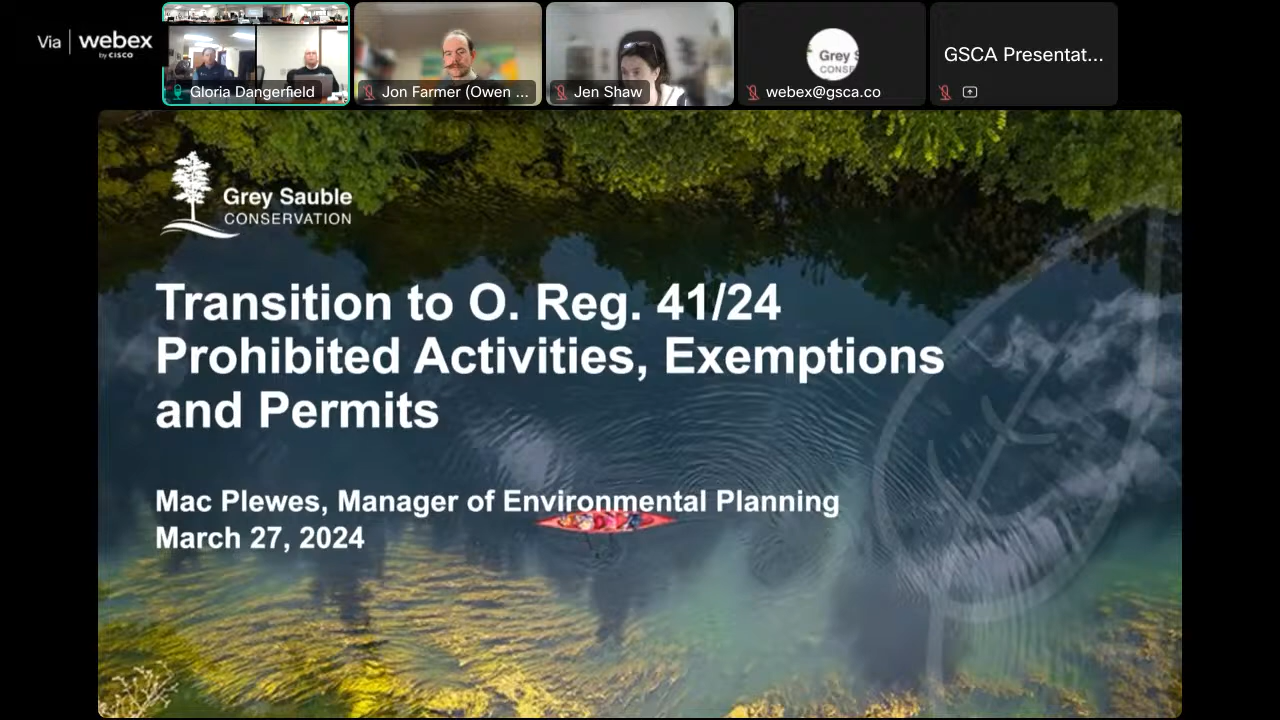 Via | webex
by CISCO
Gloria Dangerfield
Jon Farmer (Owen ...
Jen Shaw
Grey S
CONSE
webex@gsca.co
GSCA Presentat...
Grey Sauble
CONSERVATION
Transition to O. Reg. 41/24
Prohibited Activities, Exemptions
and Permits
Mac Plewes, Manager of Environmental Planning
March 27, 2024